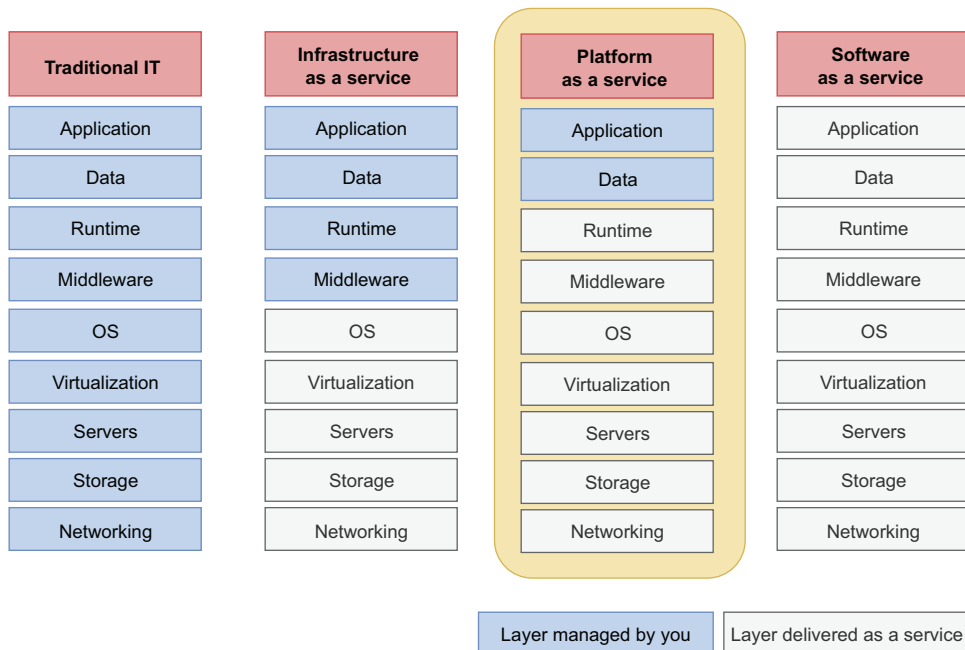 Traditional IT
Application
Data
Runtime
Middleware
OS
Virtualization
Servers
Storage
Networking
Infrastructure
as a service
Application
Data
Runtime
Middleware
OS
Virtualization
Servers
Storage
Networking
Platform
as a service
Application
Data
Runtime
Middleware
OS
Virtualization
Servers
Storage
Networking
Software
as a service
Application
Data
Runtime
Middleware
OS
Virtualization
Servers
Storage
Networking
Layer managed by you
Layer delivered as a service